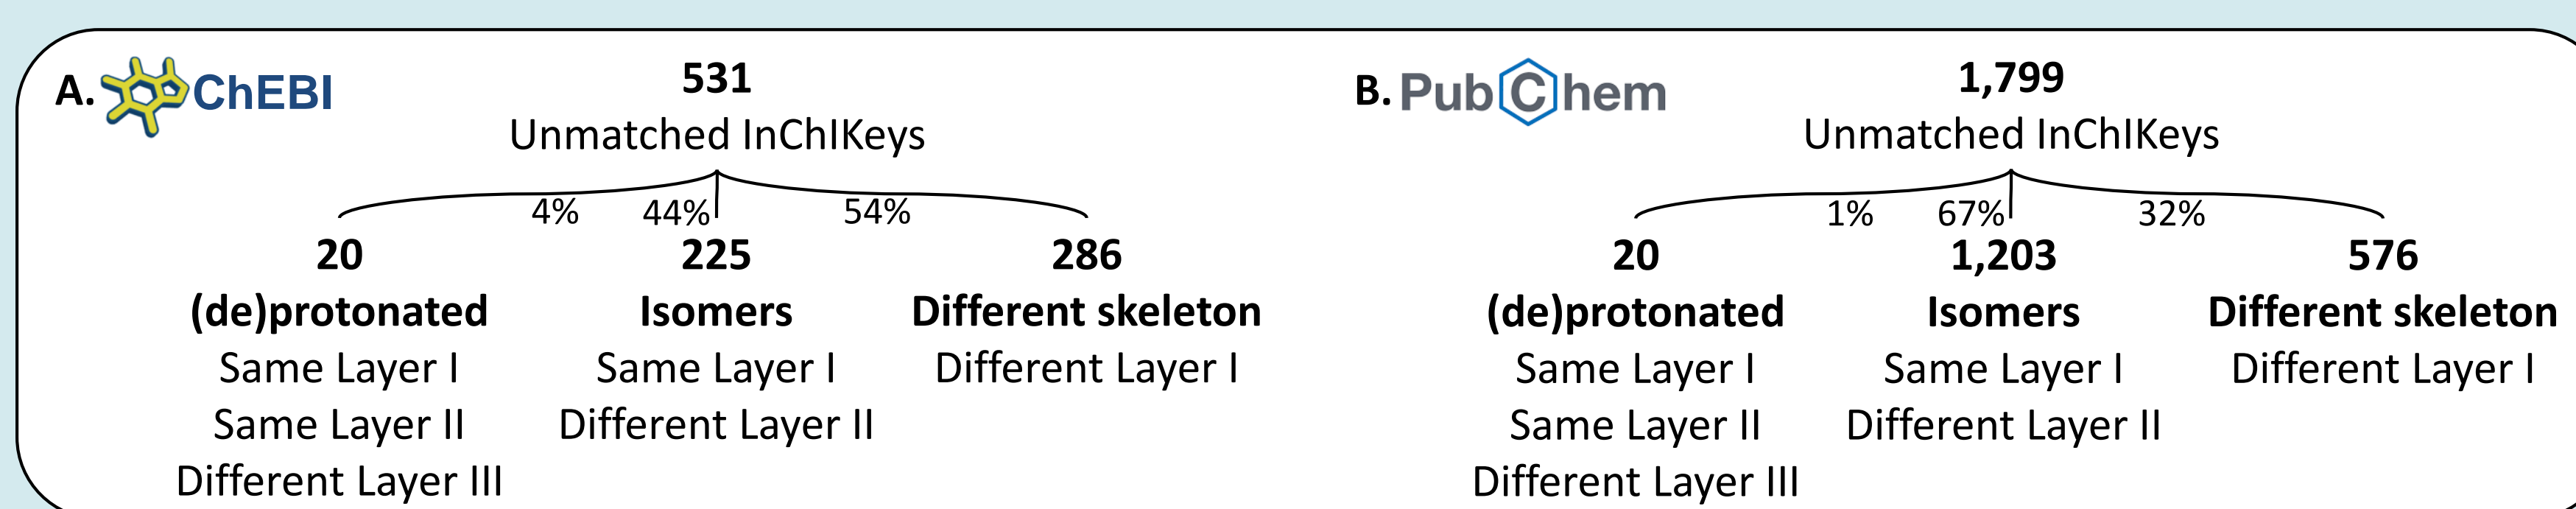 A. ChEBI
531
Unmatched InChIKeys
4% 44% 54%
20
(de)protonated
Same Layer I
Same Layer II
Different Layer III
225
Isomers
Same Layer I
Different Layer II
286
Different skeleton
Different Layer I
B. PubChem
1,799
Unmatched InChIKeys
1% 67% 32%
20
(de)protonated
Same Layer I
Same Layer II
Different Layer III
1,203
Isomers
Same Layer I
Different Layer II
576
Different skeleton
Different Layer I